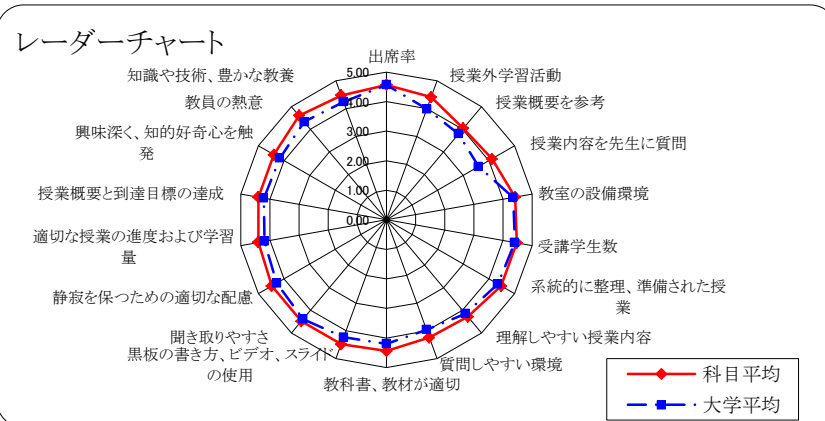 レーダーチャート
出席率
授業外学習活動
授業概要を参考
授業内容を先生に質問
教室の設備環境
受講学生数
系統的に整理、準備された授
業
理解しやすい授業内容
質問しやすい環境
教科書、教材が適切
黒板の書き方、ビデオ、スライド
の使用
聞き取りやすさ
静寂を保つための適切な配慮
適切な授業の進度および学習
量
授業概要と到達目標の達成
興味深く、知的好奇心を触
発
教員の熱意
知識や技術、豊かな教養
5.00
4.00
3.00
2.00
1.00
0.00
科目平均
大学平均